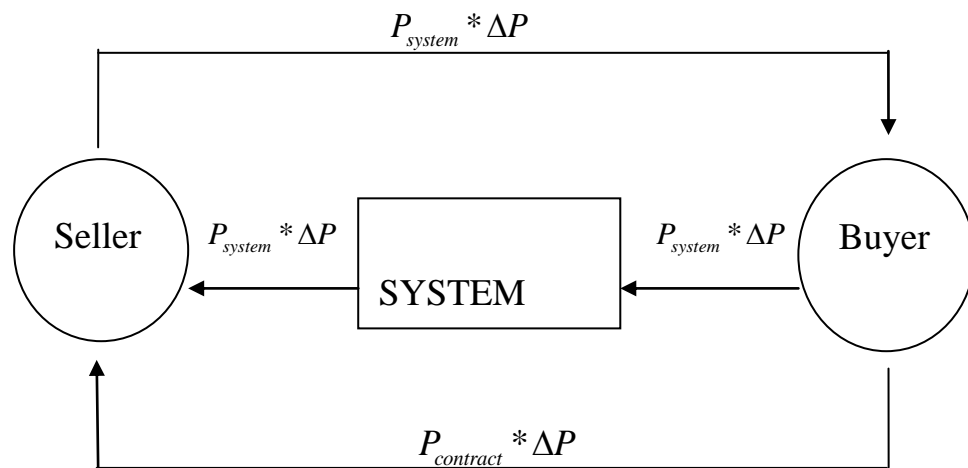 P_system * ΔP
Seller
P_system * ΔP
SYSTEM
P_system * ΔP
Buyer
P_contract * ΔP